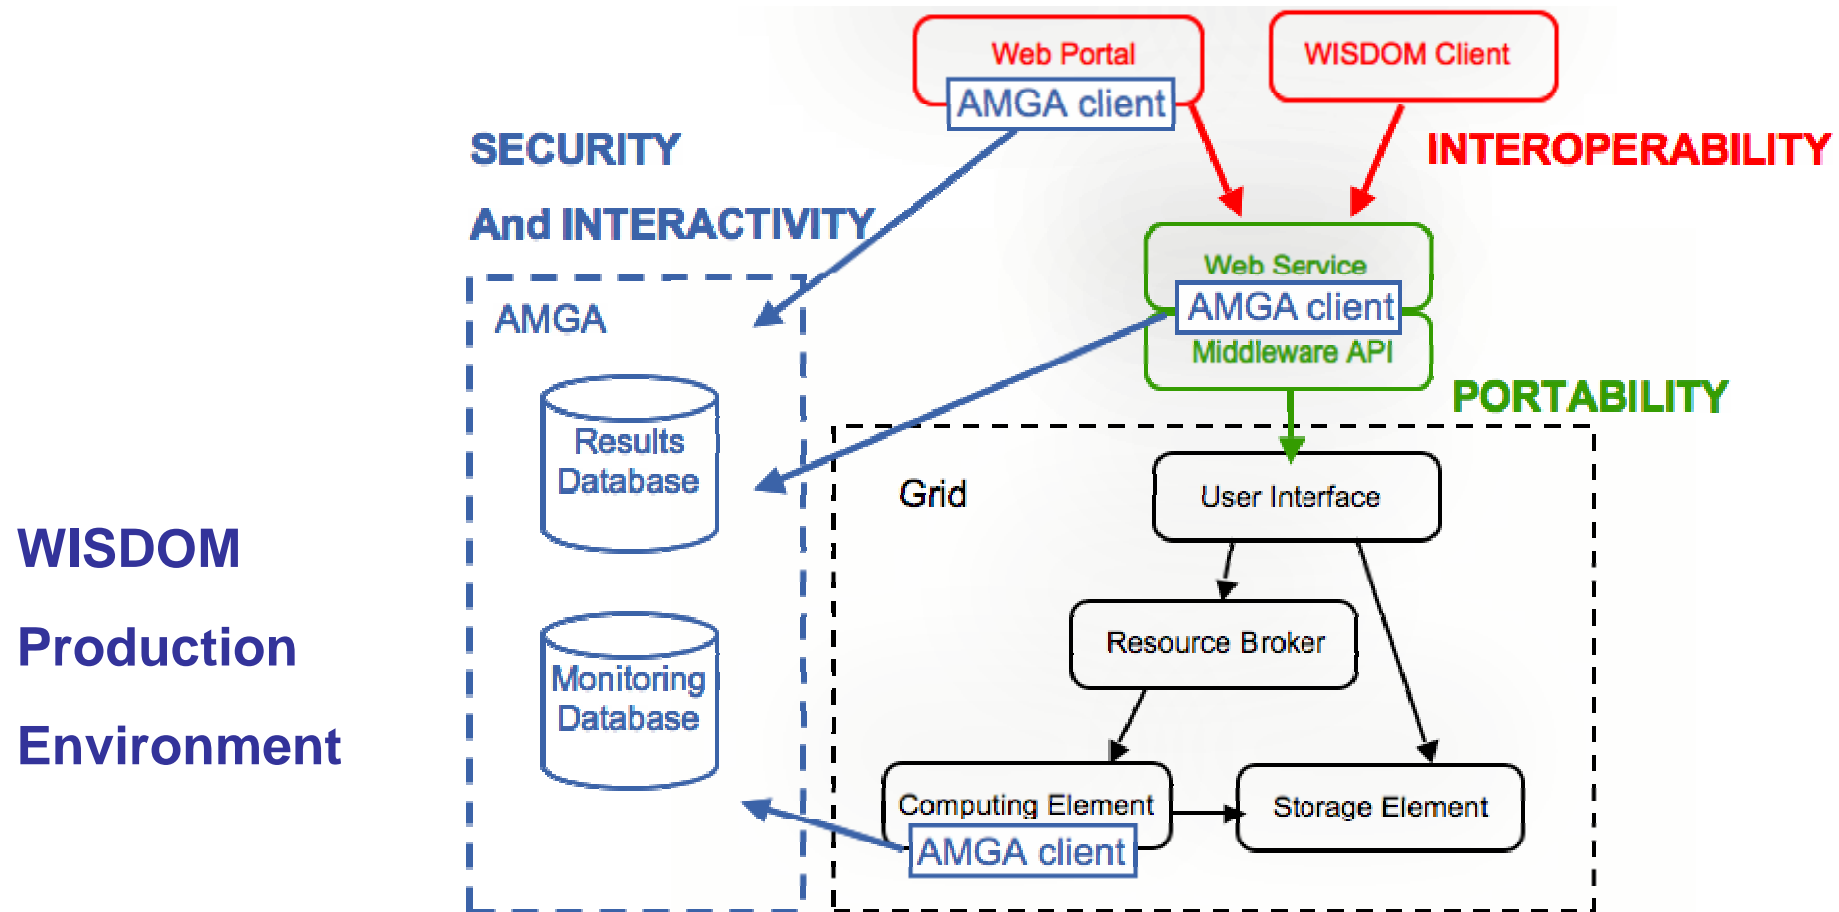 Web Portal
AMGA client
WISDOM Client
SECURITY
And INTERACTIVITY
INTEROPERABILITY
Web Service
AMGA client
Middleware API
PORTABILITY
AMGA
Results
Database
Monitoring
Database
Grid
User Interface
Resource Broker
Computing Element
AMGA client
Storage Element
WISDOM
Production
Environment